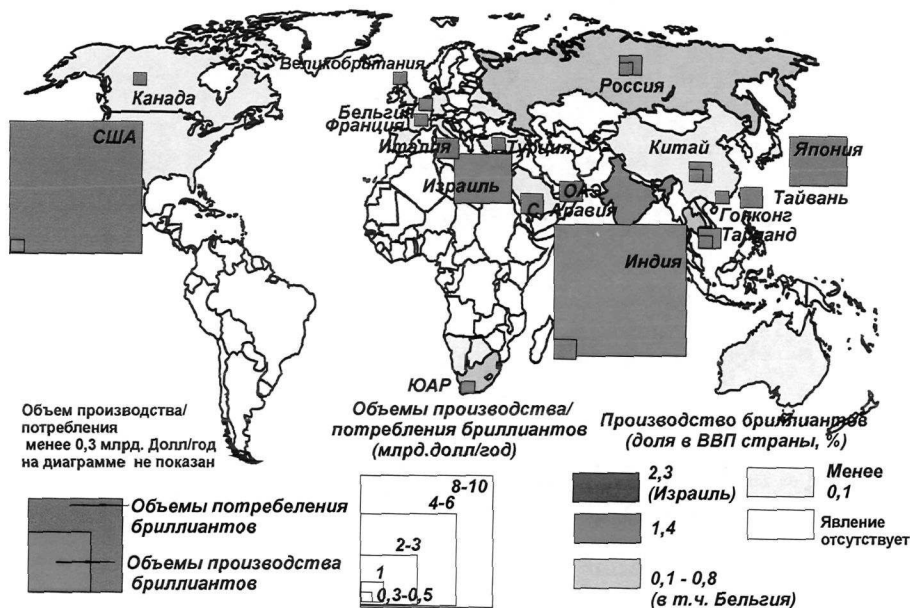 Великобритания
Канада
Россия
Бельгия
Франция
США
Италия
Турция
Китай
Япония
Израиль
ОАЭ
Тайвань
С. Аравия
Гонконг
Таиланд
Индия
ЮАР
Объем производства/
потребления
менее 0,3 млрд. Долл/год
на диаграмме не показан
Объемы потребеления
бриллиантов
Объемы производства
бриллиантов
Объемы производства/
потребления бриллиантов
(млрд.долл/год)
8-10
4-6
2-3
1
0,3-0,5
Производство бриллиантов
(доля в ВВП страны, %)
2,3
(Израиль)
1,4
0,1 - 0,8
(в т.ч. Бельгия)
Менее
0,1
Явление
отсутствует